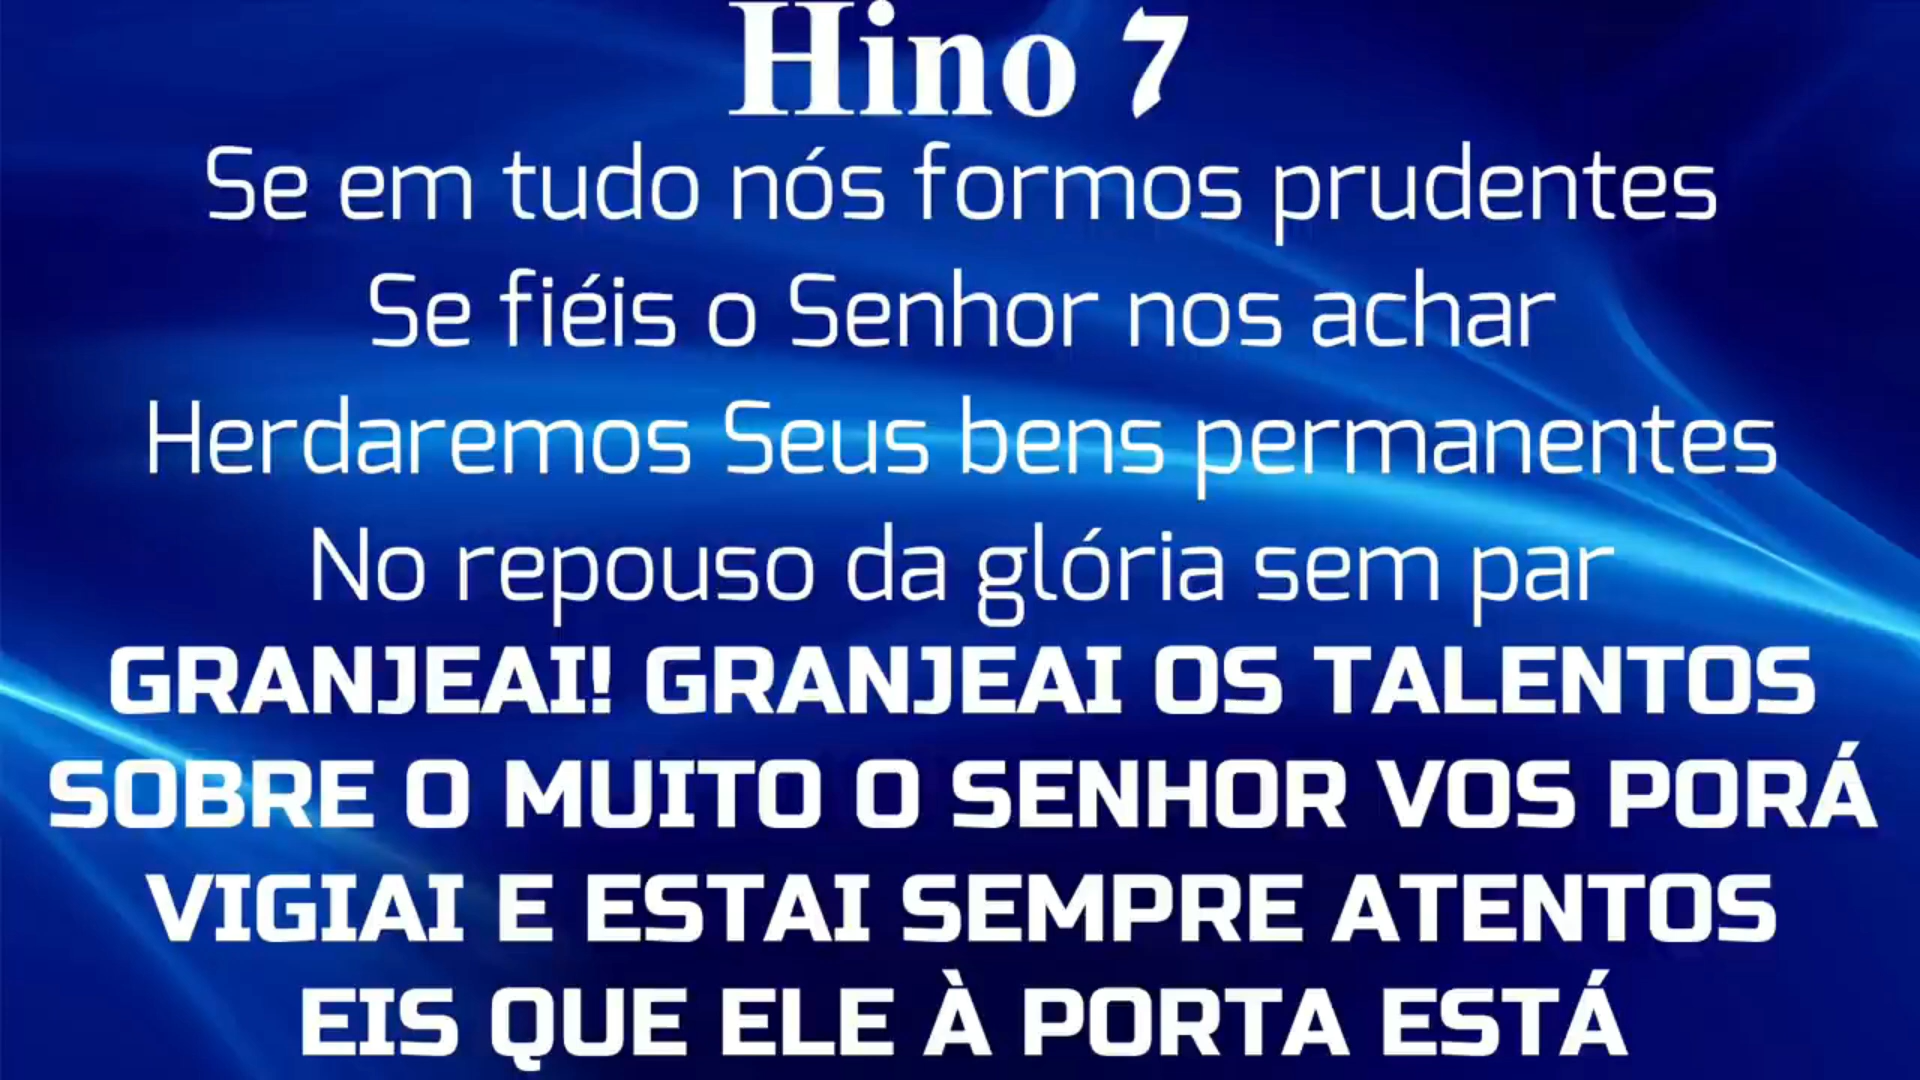 Hino 7
Se em tudo nós formos prudentes
Se fiéis o Senhor nos achar
Herdaremos Seus bens permanentes
No repouso da glória sem par
GRANJEAI! GRANJEAI OS TALENTOS
SOBRE O MUITO O SENHOR VOS PORÁ
VIGIAI E ESTAI SEMPRE ATENTOS
EIS QUE ELE À PORTA ESTÁ